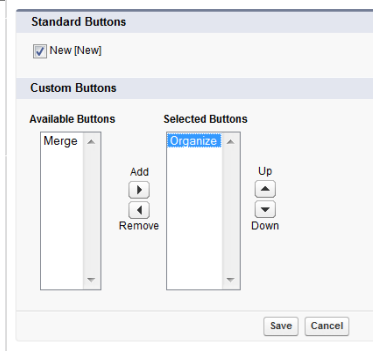 Standard Buttons
New [New]
Custom Buttons
Available Buttons Selected Buttons
Merge Organize
Add Up
Remove Down
Save Cancel